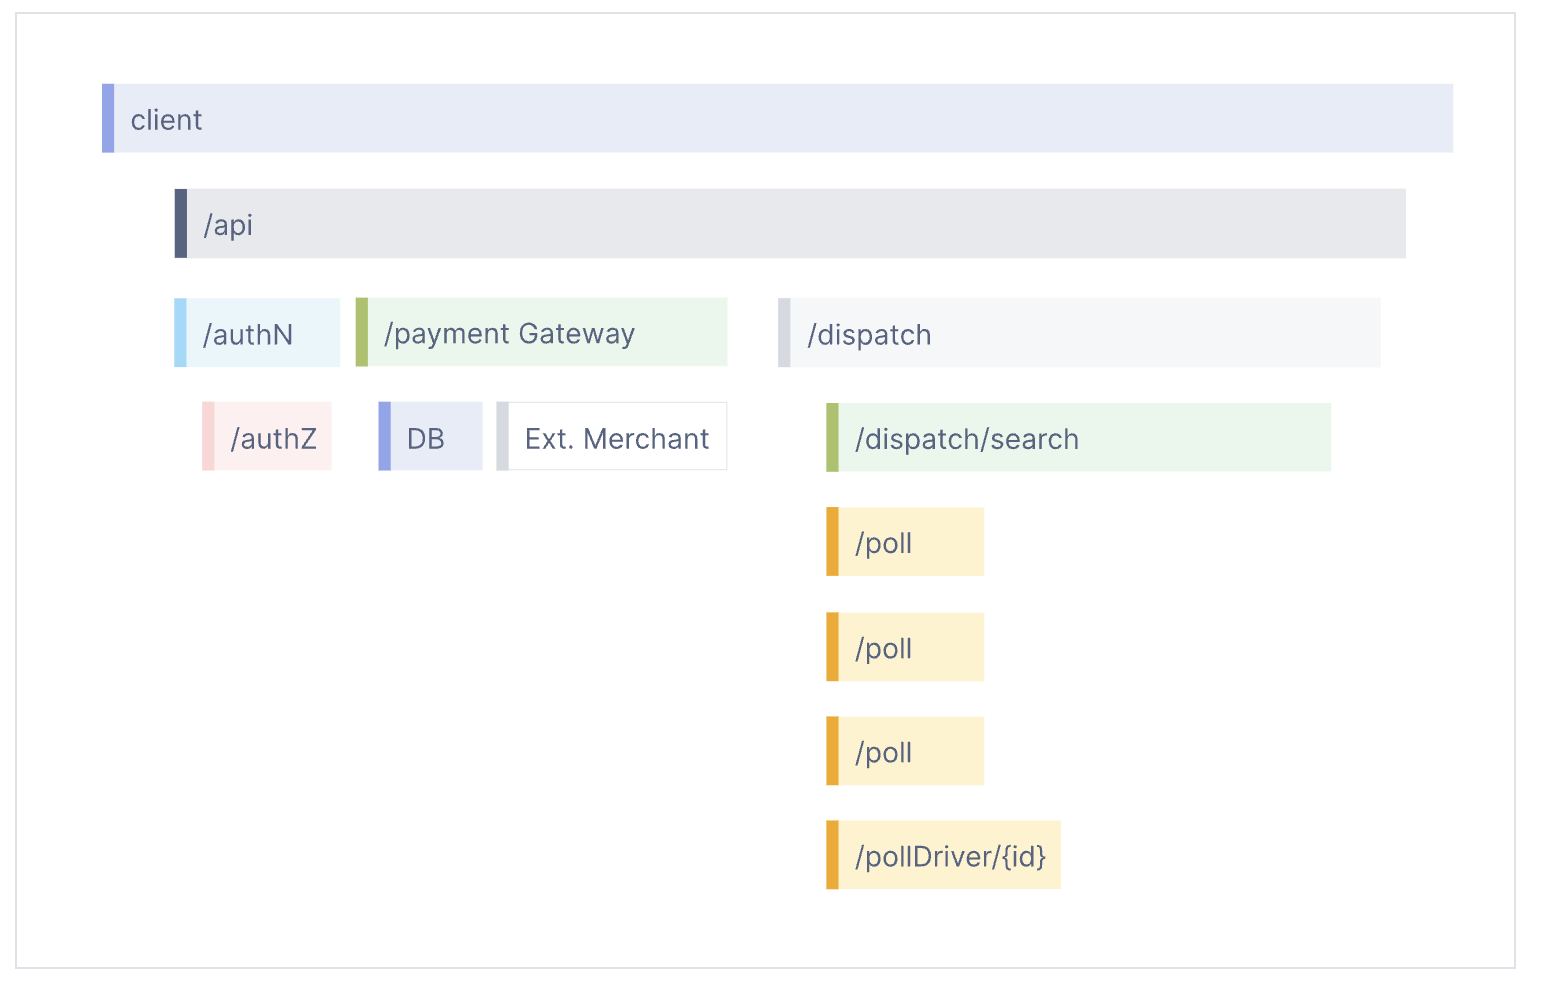 client
/api
/authN
/payment Gateway
/dispatch
/authZ
DB
Ext. Merchant
/dispatch/search
/poll
/poll
/poll
/pollDriver/{id}